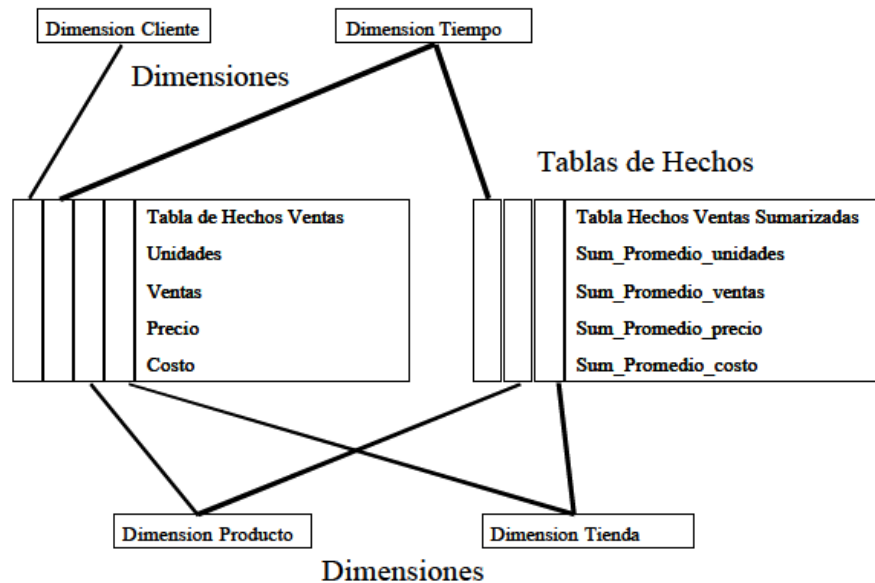 Dimension Cliente
Dimension Tiempo
Dimensiones
Tablas de Hechos
Tabla de Hechos Ventas
Unidades
Ventas
Precio
Costo
Tabla Hechos Ventas Sumarizadas
Sum_Promedio_unidades
Sum_Promedio_ventas
Sum_Promedio_precio
Sum_Promedio_costo
Dimension Producto
Dimension Tienda
Dimensiones